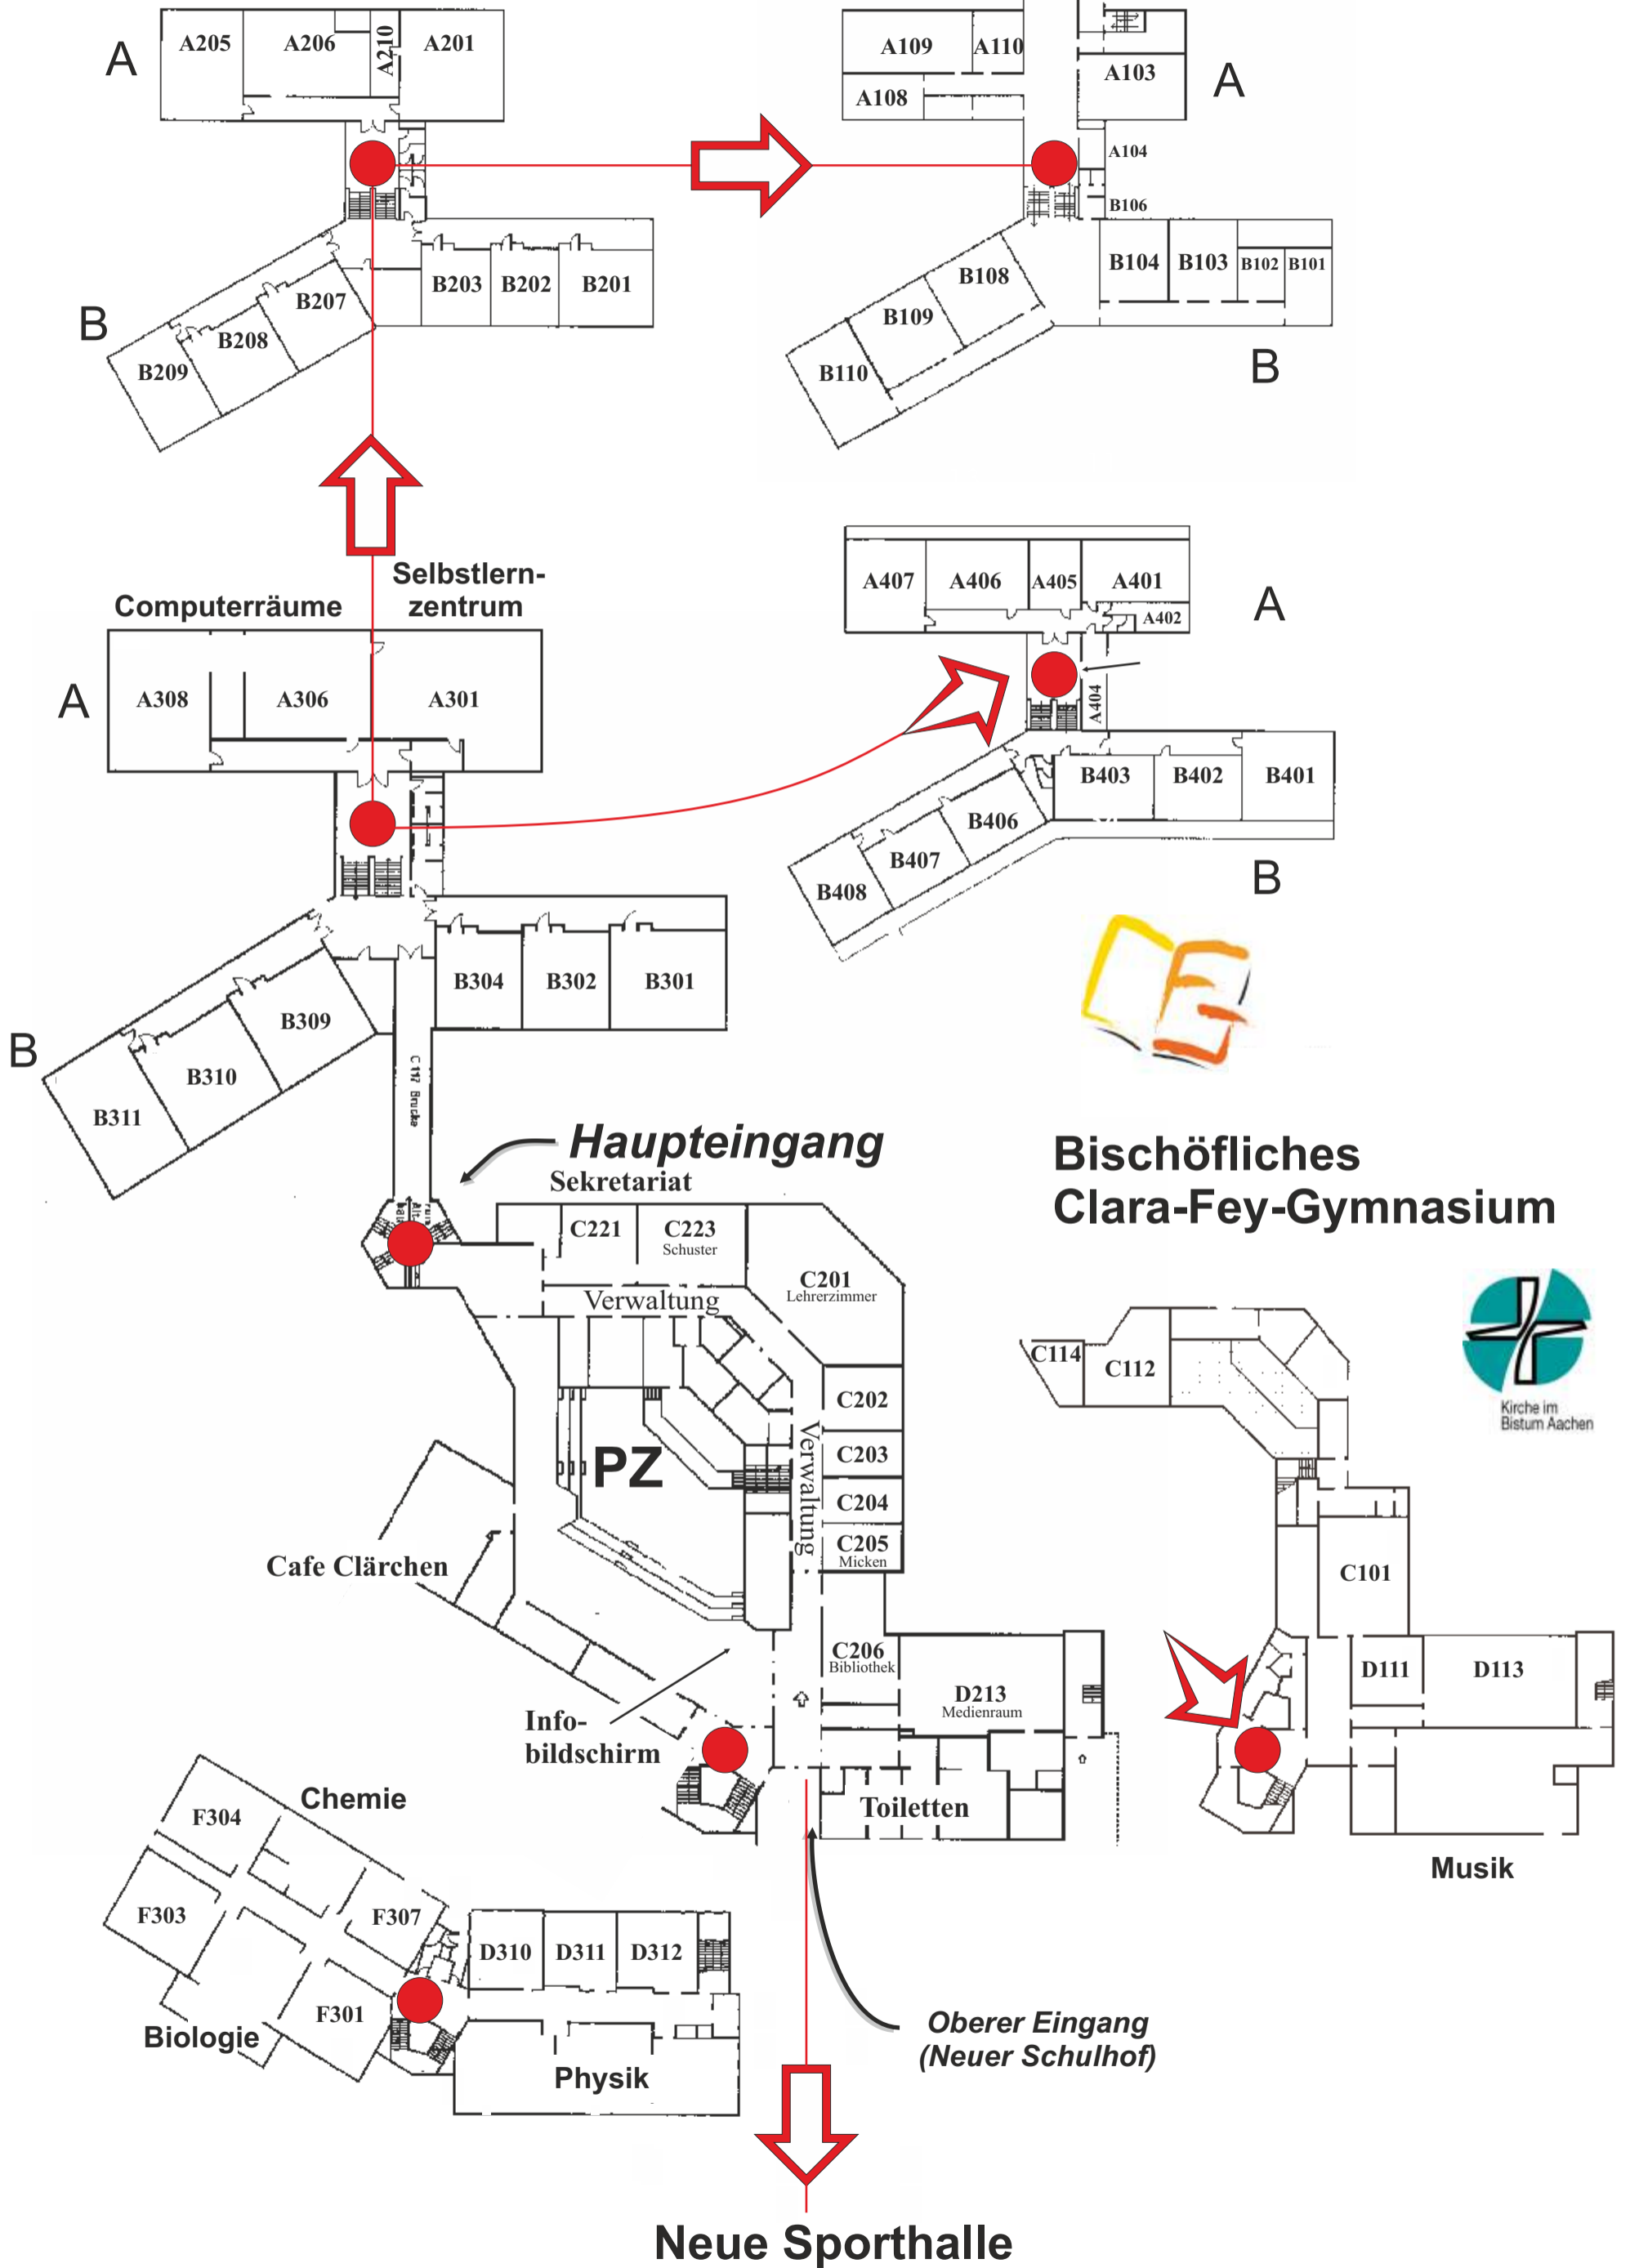 A
A205
A206
A210
A201
A109
A110
A108
A103
A
A104
B106
B203
B202
B201
B207
B208
B209
B
B104
B103
B102
B101
B108
B109
B110
B
Computerräume
Selbstlern-
zentrum
A
A308
A306
A301
A407
A406
A405
A401
A402
A
A404
B403
B402
B401
B406
B407
B408
B
B304
B302
B301
B309
B310
B311
B
C 117 Brucke
Haupteingang
Sekretariat
Bischöfliches
Clara-Fey-Gymnasium
C221
C223
Schuster
C201
Lehrerzimmer
Verwaltung
C202
C203
C204
C205
Micken
Verwaltung
PZ
Cafe Clärchen
C206
Bibliothek
D213
Medienraum
Info-
bildschirm
Toiletten
Kirche im
Bistum Aachen
C114
C112
C101
D111
D113
Musik
Chemie
F304
F303
F307
F301
Biologie
D310
D311
D312
Physik
Oberer Eingang
(Neuer Schulhof)
Neue Sporthalle